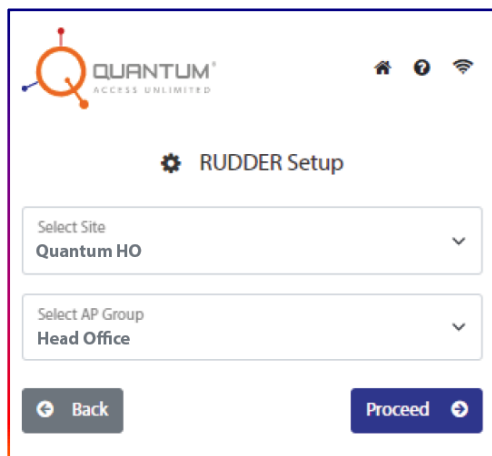 QUANTUM®
ACCESS UNLIMITED
RUDDER Setup
Select Site
Quantum HO
Select AP Group
Head Office
Back
Proceed